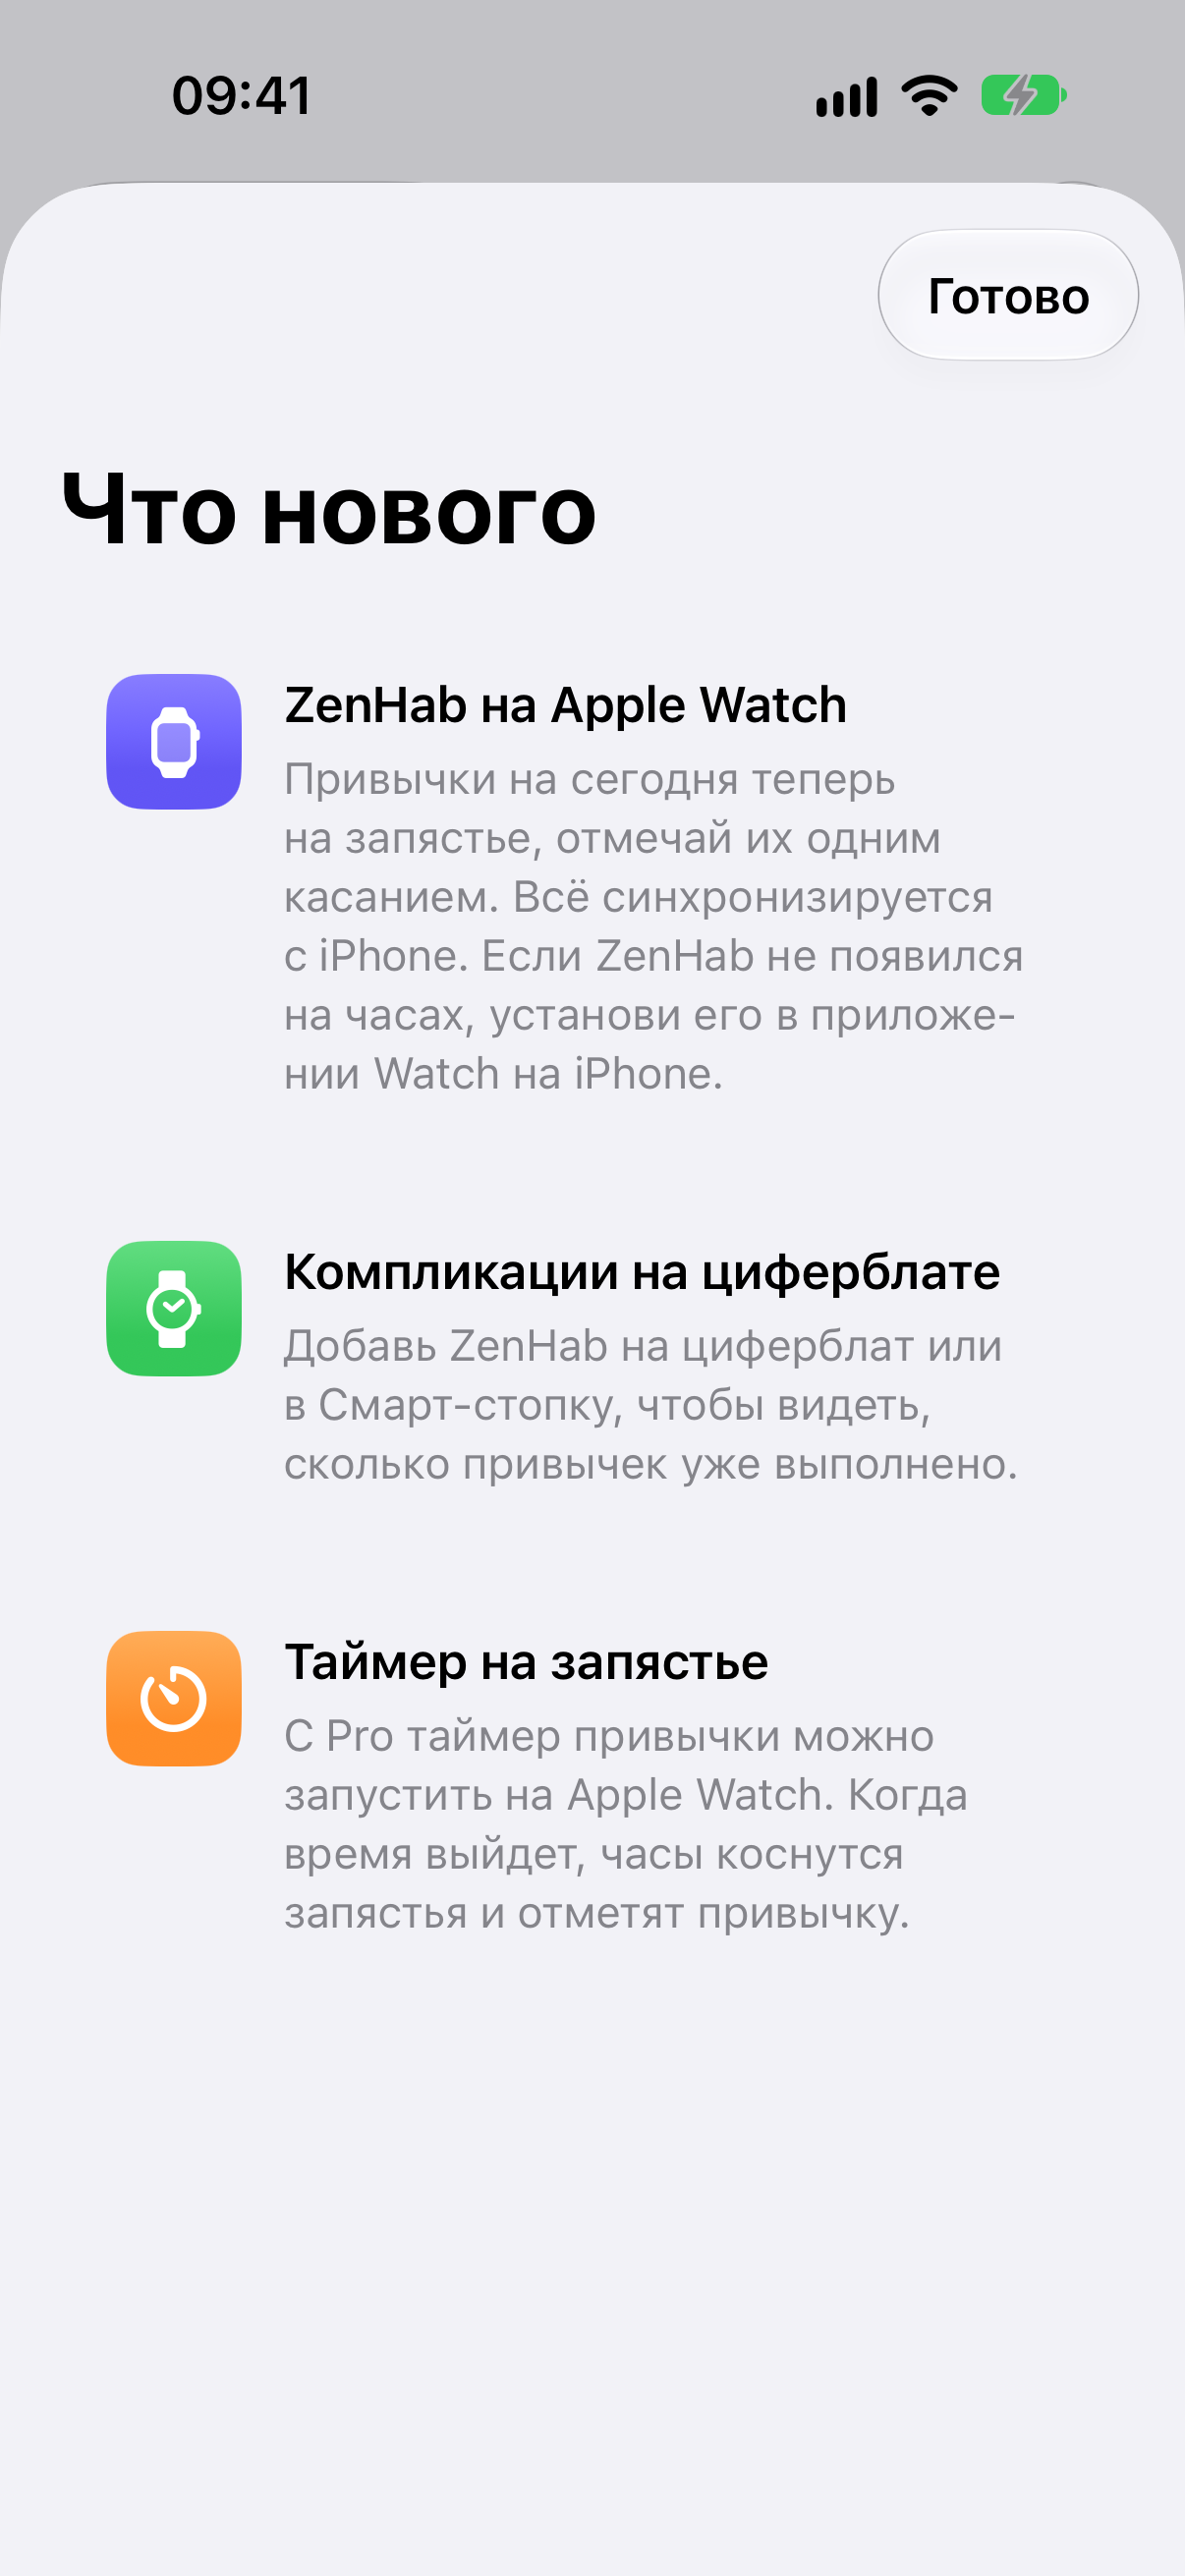 09:41
Готово
Что нового
ZenHab на Apple Watch
Привычки на сегодня теперь
на запястье, отмечай их одним
касанием. Всё синхронизируется
с iPhone. Если ZenHab не появился
на часах, установи его в приложе-
нии Watch на iPhone.
Компликации на циферблате
Добавь ZenHab на циферблат или
в Смарт-стопку, чтобы видеть,
сколько привычек уже выполнено.
Таймер на запястье
С Pro таймер привычки можно
запустить на Apple Watch. Когда
время выйдет, часы коснутся
запястья и отметят привычку.